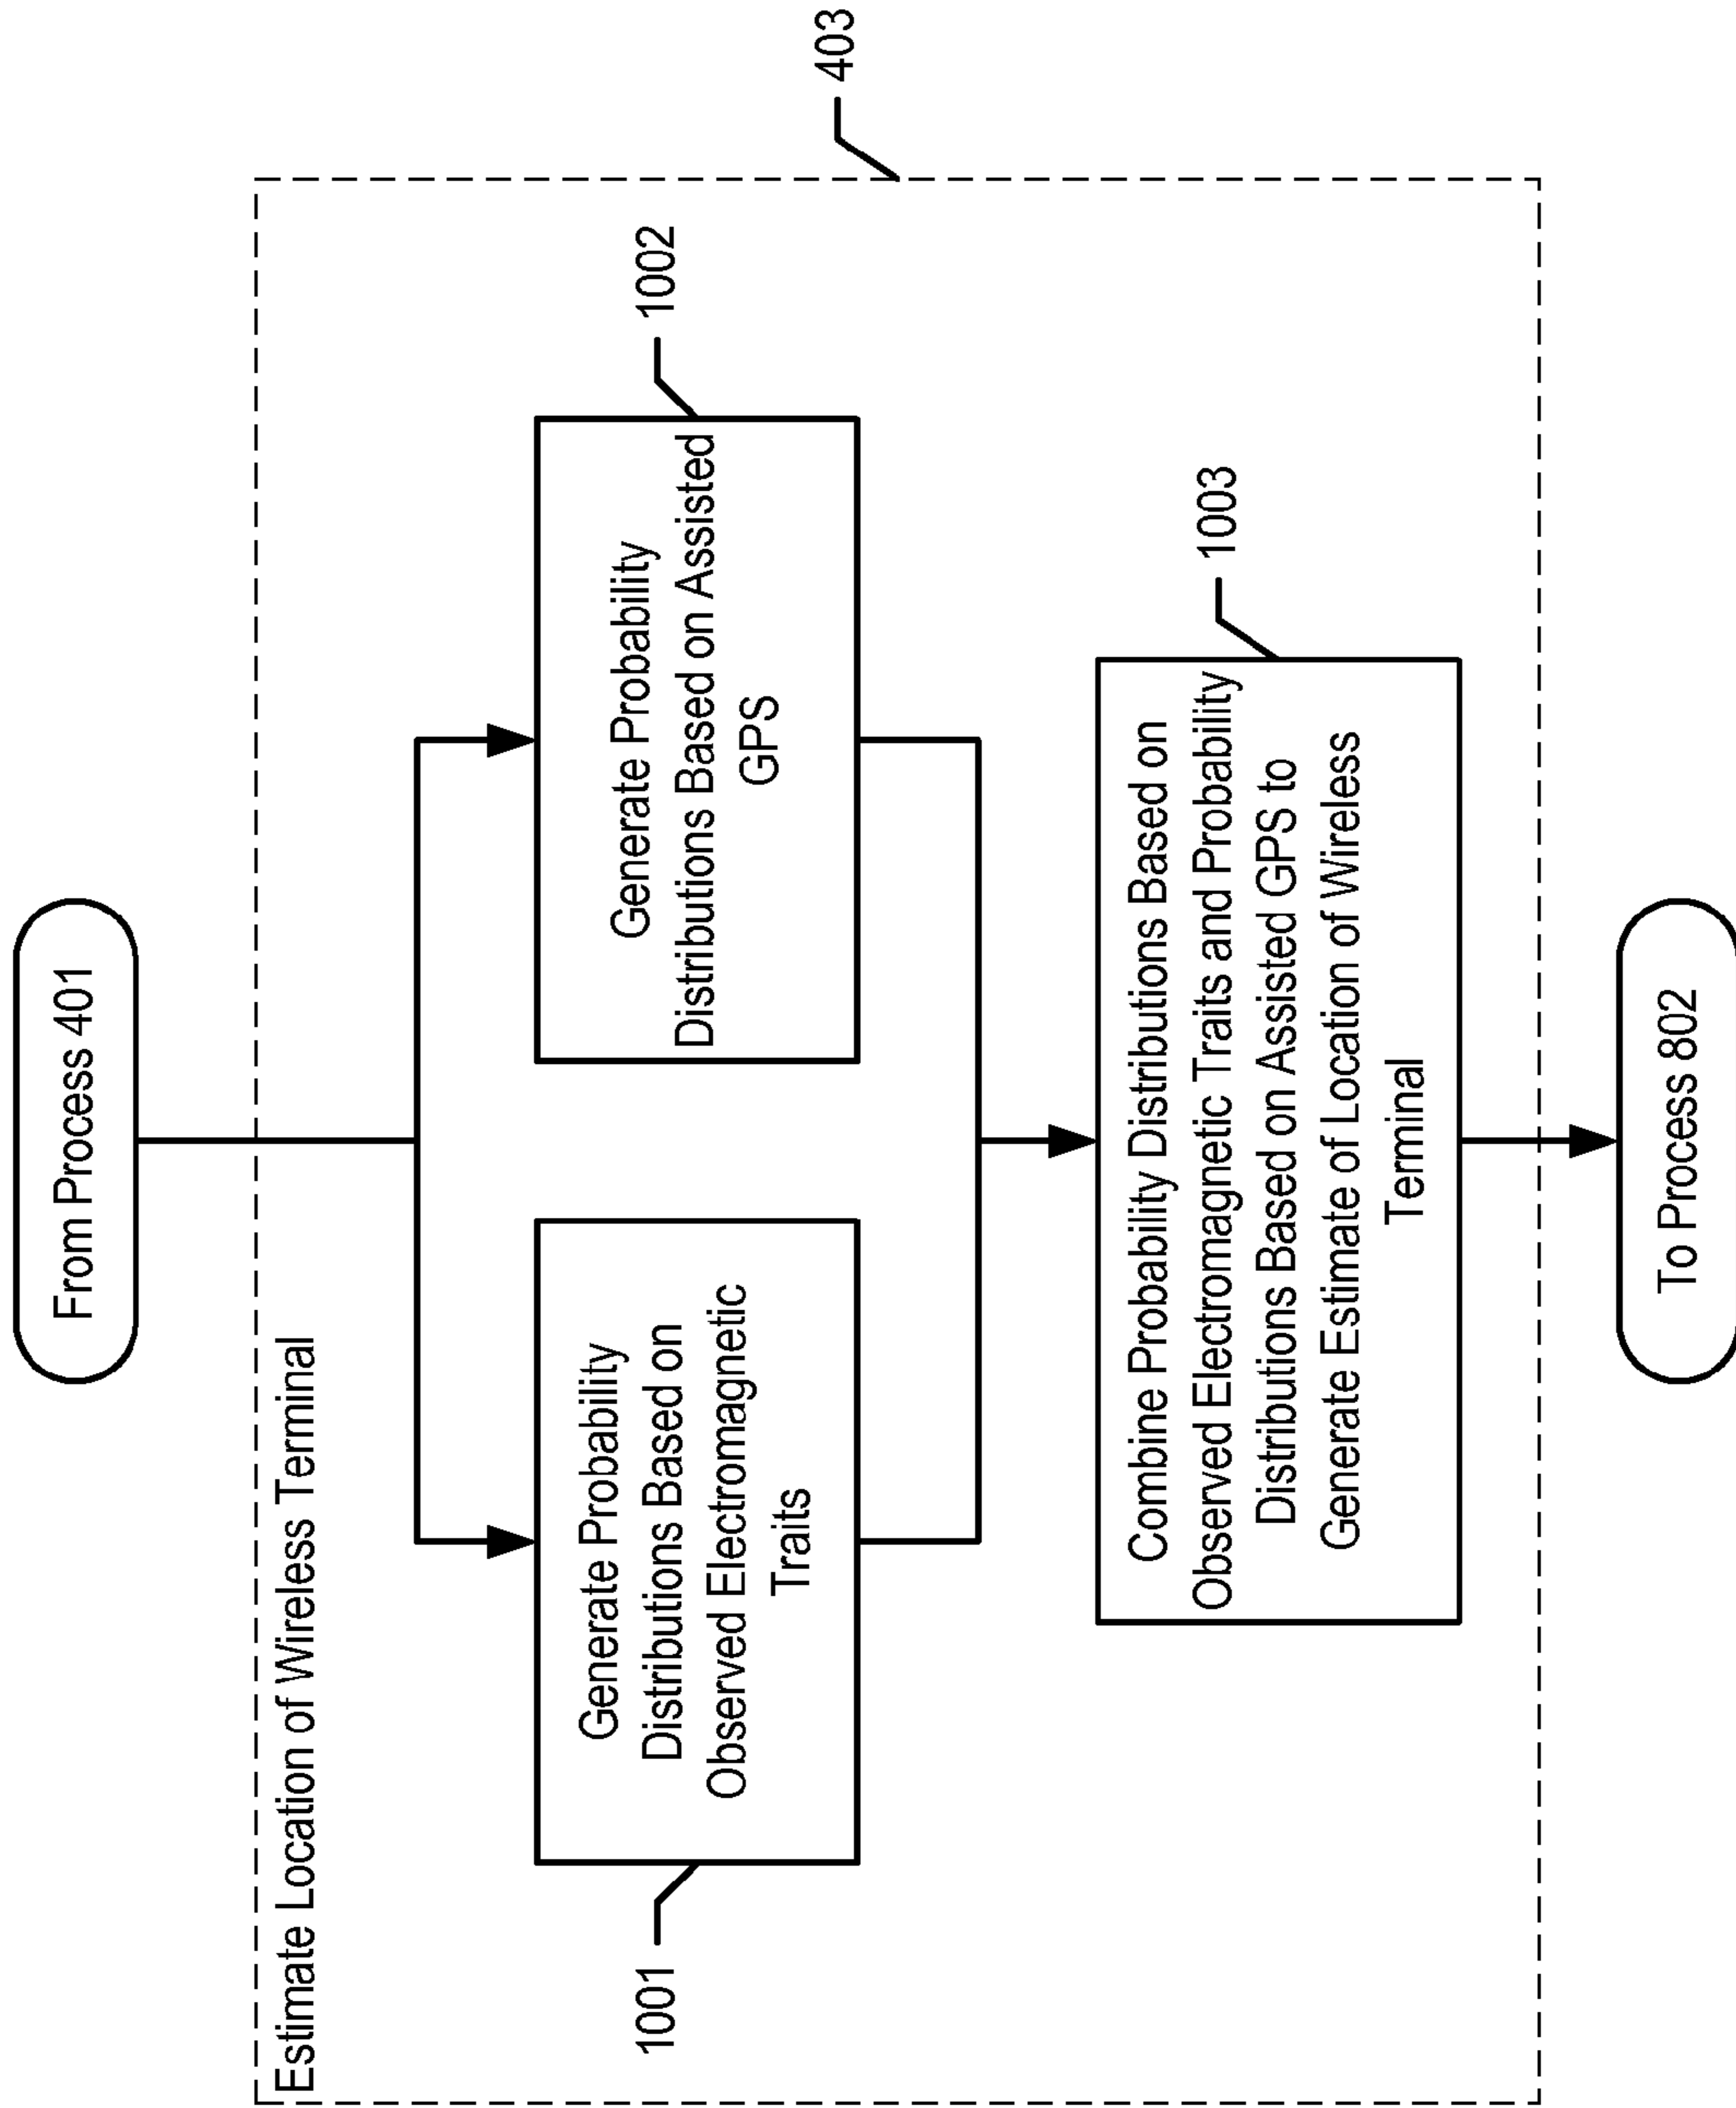 From Process 401
Estimate Location of Wireless Terminal
403
1001
Generate Probability
Distributions Based on
Observed Electromagnetic
Traits
1002
Generate Probability
Distributions Based on Assisted
GPS
1003
Combine Probability Distributions Based on
Observed Electromagnetic Traits and Probability
Distributions Based on Assisted GPS to
Generate Estimate of Location of Wireless
Terminal
To Process 802